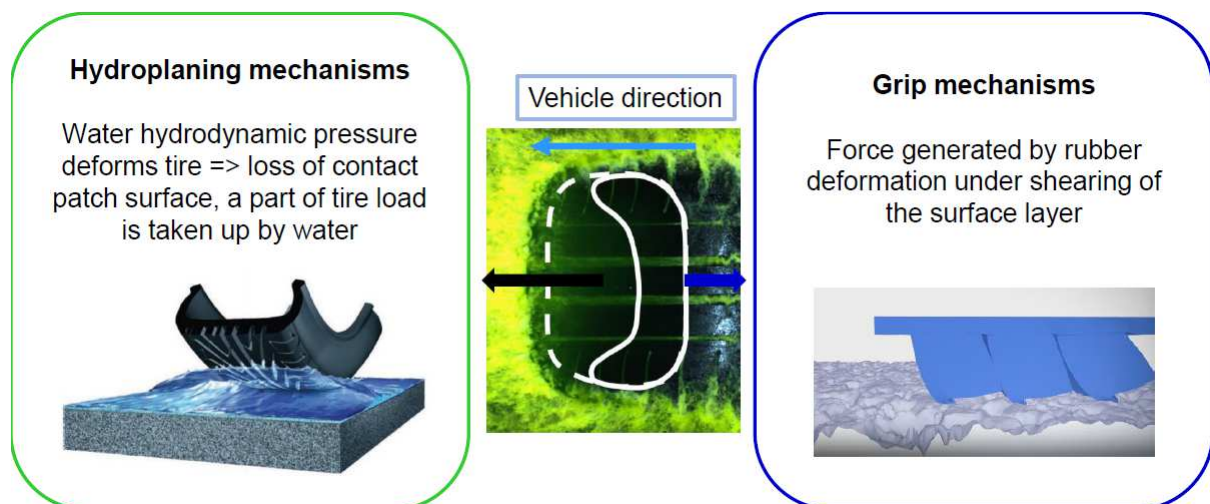 Hydroplaning mechanisms
Water hydrodynamic pressure
deforms tire => loss of contact
patch surface, a part of tire load
is taken up by water
Vehicle direction
Grip mechanisms
Force generated by rubber
deformation under shearing of
the surface layer